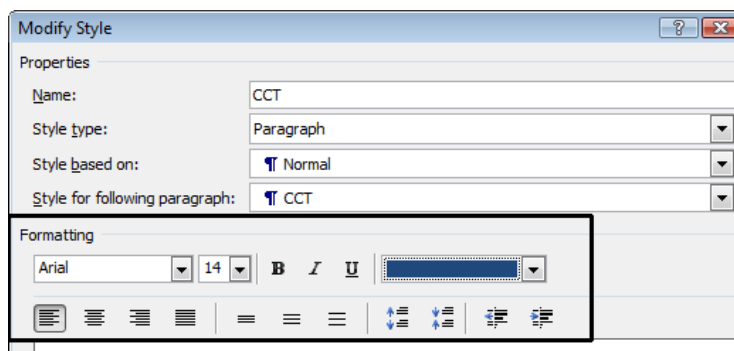 Modify Style
Properties
Name: CCT
Style type: Paragraph
Style based on: ¶ Normal
Style for following paragraph: ¶ CCT
Formatting
Arial 14 B I U